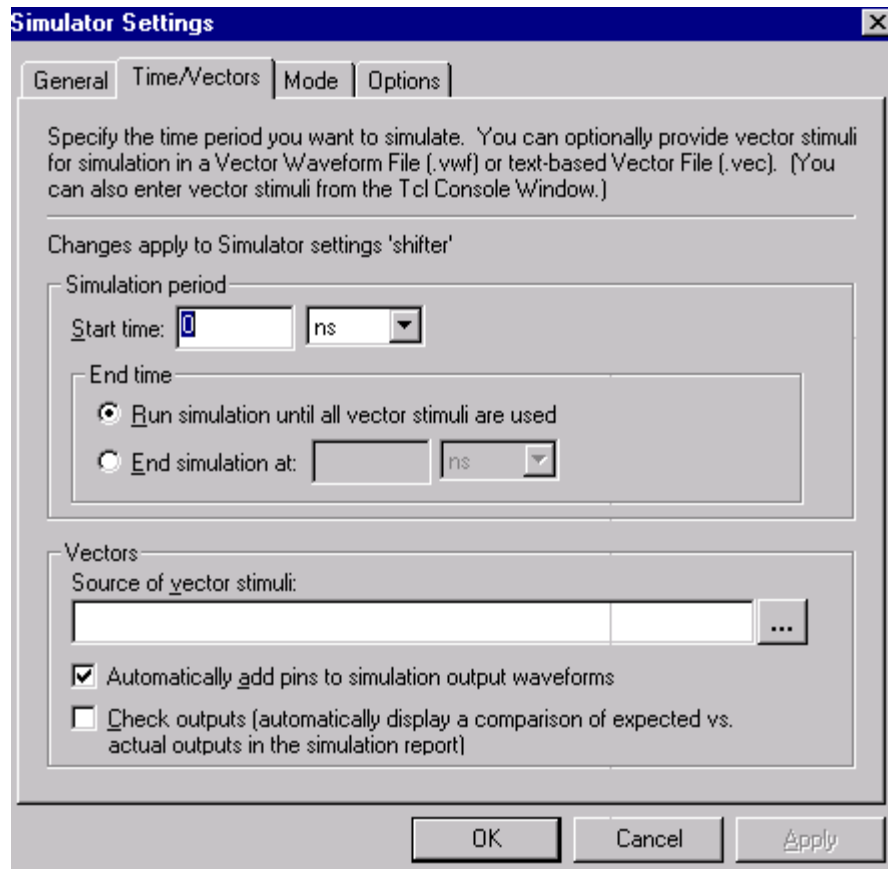 Simulator Settings
General Time/Vectors Mode Options
Specify the time period you want to simulate. You can optionally provide vector stimuli
for simulation in a Vector Waveform File (.vwf) or text-based Vector File (.vec). (You
can also enter vector stimuli from the Tcl Console Window.)
Changes apply to Simulator settings 'shifter'
Simulation period
Start time: 0 ns
End time
Run simulation until all vector stimuli are used
End simulation at: ns
Vectors
Source of vector stimuli:
...
Automatically add pins to simulation output waveforms
Check outputs (automatically display a comparison of expected vs.
actual outputs in the simulation report)
OK Cancel Apply